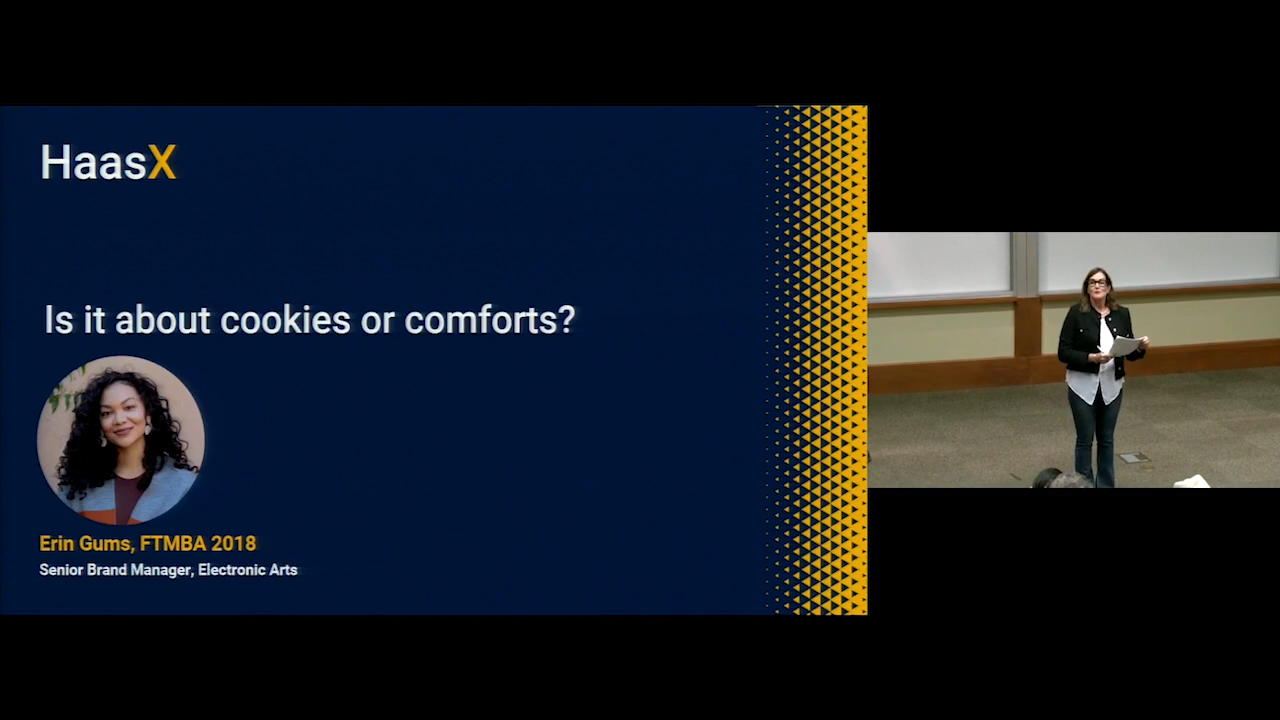 HaasX
Is it about cookies or comforts?
Erin Gums, FTMBA 2018
Senior Brand Manager, Electronic Arts